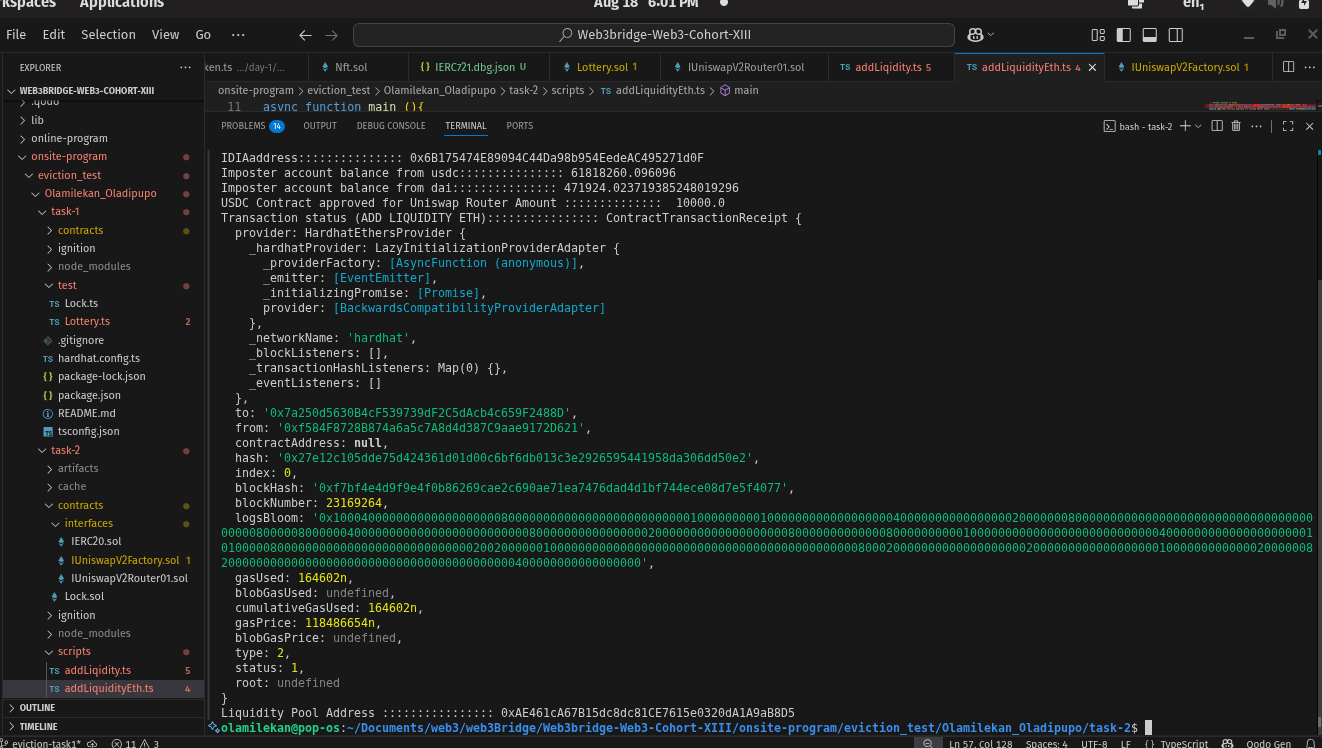 kspaces Applications Aug 18 6:01 PM en1
File Edit Selection View Go ··· Web3bridge-Web3-Cohort-XIII
EXPLORER ··· ken.ts .../day-1/... Nft.sol IERC721.dbg.json U Lottery.sol 1 IUniswapV2Router01.sol addLiqidity.ts 5 addLiquidityEth.ts 4 IUniswapV2Factory.sol 1
WEB3BRIDGE-WEB3-COHORT-XIII
onsite-program > eviction_test > Olamilekan_Oladipupo > task-2 > scripts > TS addLiquidityEth.ts > main
11 async function main (){
PROBLEMS 14 OUTPUT DEBUG CONSOLE TERMINAL PORTS
bash - task-2
.qodo
lib
online-program
onsite-program
eviction_test
Olamilekan_Oladipupo
task-1
contracts
ignition
node_modules
test
TS Lock.ts
TS Lottery.ts 2
.gitignore
TS hardhat.config.ts
{} package-lock.json
{} package.json
README.md
tsconfig.json
task-2
artifacts
cache
contracts
interfaces
IERC20.sol
IUniswapV2Factory.sol 1
IUniswapV2Router01.sol
Lock.sol
ignition
node_modules
scripts
TS addLiqidity.ts 5
TS addLiquidityEth.ts 4
OUTLINE
TIMELINE
IDIAaddress::::::::::::::: 0x6B175474E89094C44Da98b954EedeAC495271d0F
Imposter account balance from usdc::::::::::::::: 61818260.096096
Imposter account balance from dai::::::::::::::: 471924.023719385248019296
USDC Contract approved for Uniswap Router Amount ::::::::::::::  10000.0
Transaction status (ADD LIQUIDITY ETH):::::::::::::::: ContractTransactionReceipt {
provider: HardhatEthersProvider {
_hardhatProvider: LazyInitializationProviderAdapter {
_providerFactory: [AsyncFunction (anonymous)],
_emitter: [EventEmitter],
_initializingPromise: [Promise],
provider: [BackwardsCompatibilityProviderAdapter]
},
_networkName: 'hardhat',
_blockListeners: [],
_transactionHashListeners: Map(0) {},
_eventListeners: []
},
to: '0x7a250d5630B4cF539739dF2C5dAcb4c659F2488D',
from: '0xf584F8728B874a6a5c7A8d4d387C9aae9172D621',
contractAddress: null,
hash: '0x27e12c105dde75d424361d01d00c6bf6db013c3e2926595441958da306dd50e2',
index: 0,
blockHash: '0xf7bf4e4d9f9e4f0b86269cae2c690ae71ea7476dad4d1bf744ece08d7e5f4077',
blockNumber: 23169264,
logsBloom:
gasUsed: 164602n,
blobGasUsed: undefined,
cumulativeGasUsed: 164602n,
gasPrice: 118486654n,
blobGasPrice: undefined,
type: 2,
status: 1,
root: undefined
}
Liquidity Pool Address :::::::::::::::: 0xAE461cA67B15dc8dc81CE7615e0320dA1A9aB8D5
olamilekan@pop-os:~/Documents/web3/web3Bridge/Web3bridge-Web3-Cohort-XIII/onsite-program/eviction_test/Olamilekan_Oladipupo/task-2$
eviction-task1* 11 3 Ln 57, Col 128 Spaces: 4 UTF-8 LF {} TypeScript Qodo Gen